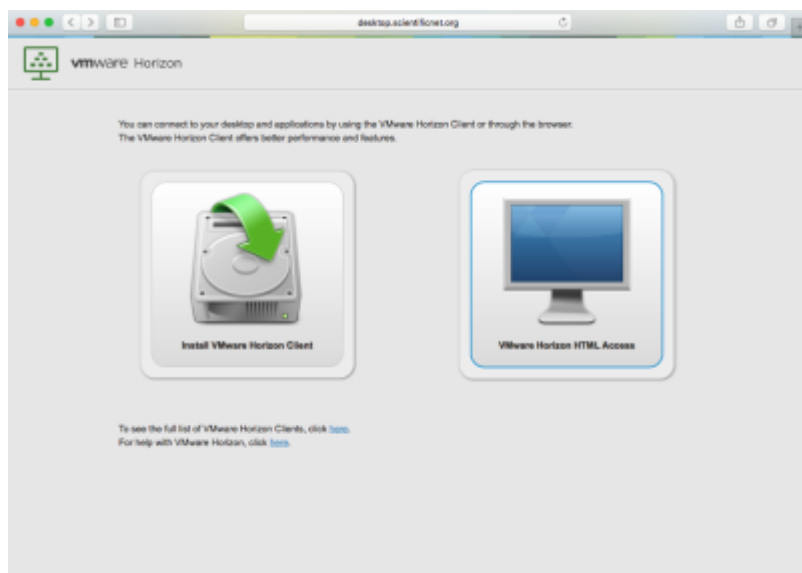 desktop.scientificnet.org
vmware Horizon
You can connect to your desktop and applications by using the VMware Horizon Client or through the browser.
The VMware Horizon Client offers better performance and features.
Install VMware Horizon Client
VMware Horizon HTML Access
To see the full list of VMware Horizon Clients, click here.
For help with VMware Horizon, click here.